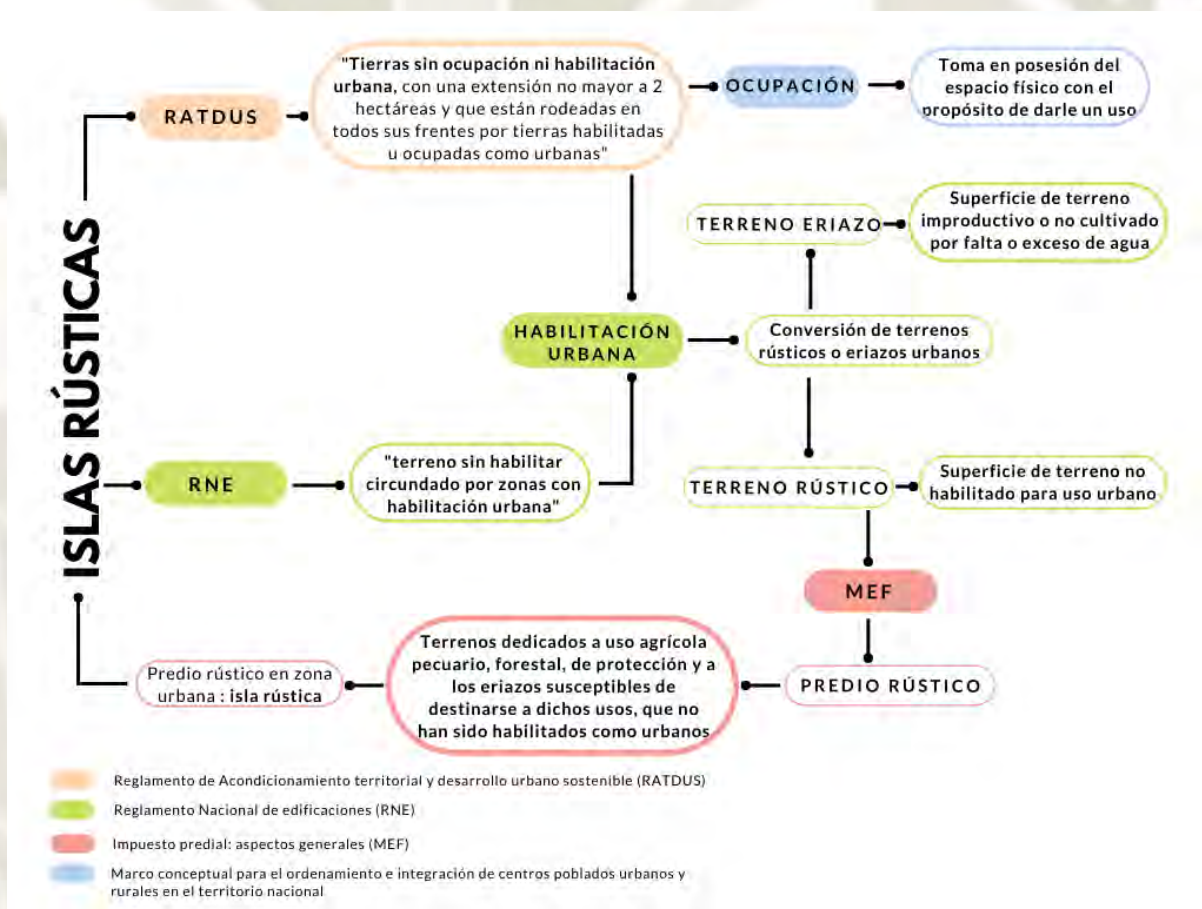 ISLAS RÚSTICAS
RATDUS
"Tierras sin ocupación ni habilitación
urbana, con una extensión no mayor a 2
hectáreas y que están rodeadas en
todos sus frentes por tierras habilitadas
u ocupadas como urbanas"
OCUPACIÓN
Toma en posesión del
espacio físico con el
propósito de darle un uso
TERRENO ERIAZO
Superficie de terreno
improductivo o no cultivado
por falta o exceso de agua
HABILITACIÓN
URBANA
Conversión de terrenos
rústicos o eriazos urbanos
RNE
"terreno sin habilitar
circundado por zonas con
habilitación urbana"
TERRENO RÚSTICO
Superficie de terreno no
habilitado para uso urbano
MEF
PREDIO RÚSTICO
Terrenos dedicados a uso agrícola
pecuario, forestal, de protección y a
los eriazos susceptibles de
destinarse a dichos usos, que no
han sido habilitados como urbanos
Predio rústico en zona
urbana : isla rústica
Reglamento de Acondicionamiento territorial y desarrollo urbano sostenible (RATDUS)
Reglamento Nacional de edificaciones (RNE)
Impuesto predial: aspectos generales (MEF)
Marco conceptual para el ordenamiento e integración de centros poblados urbanos y
rurales en el territorio nacional